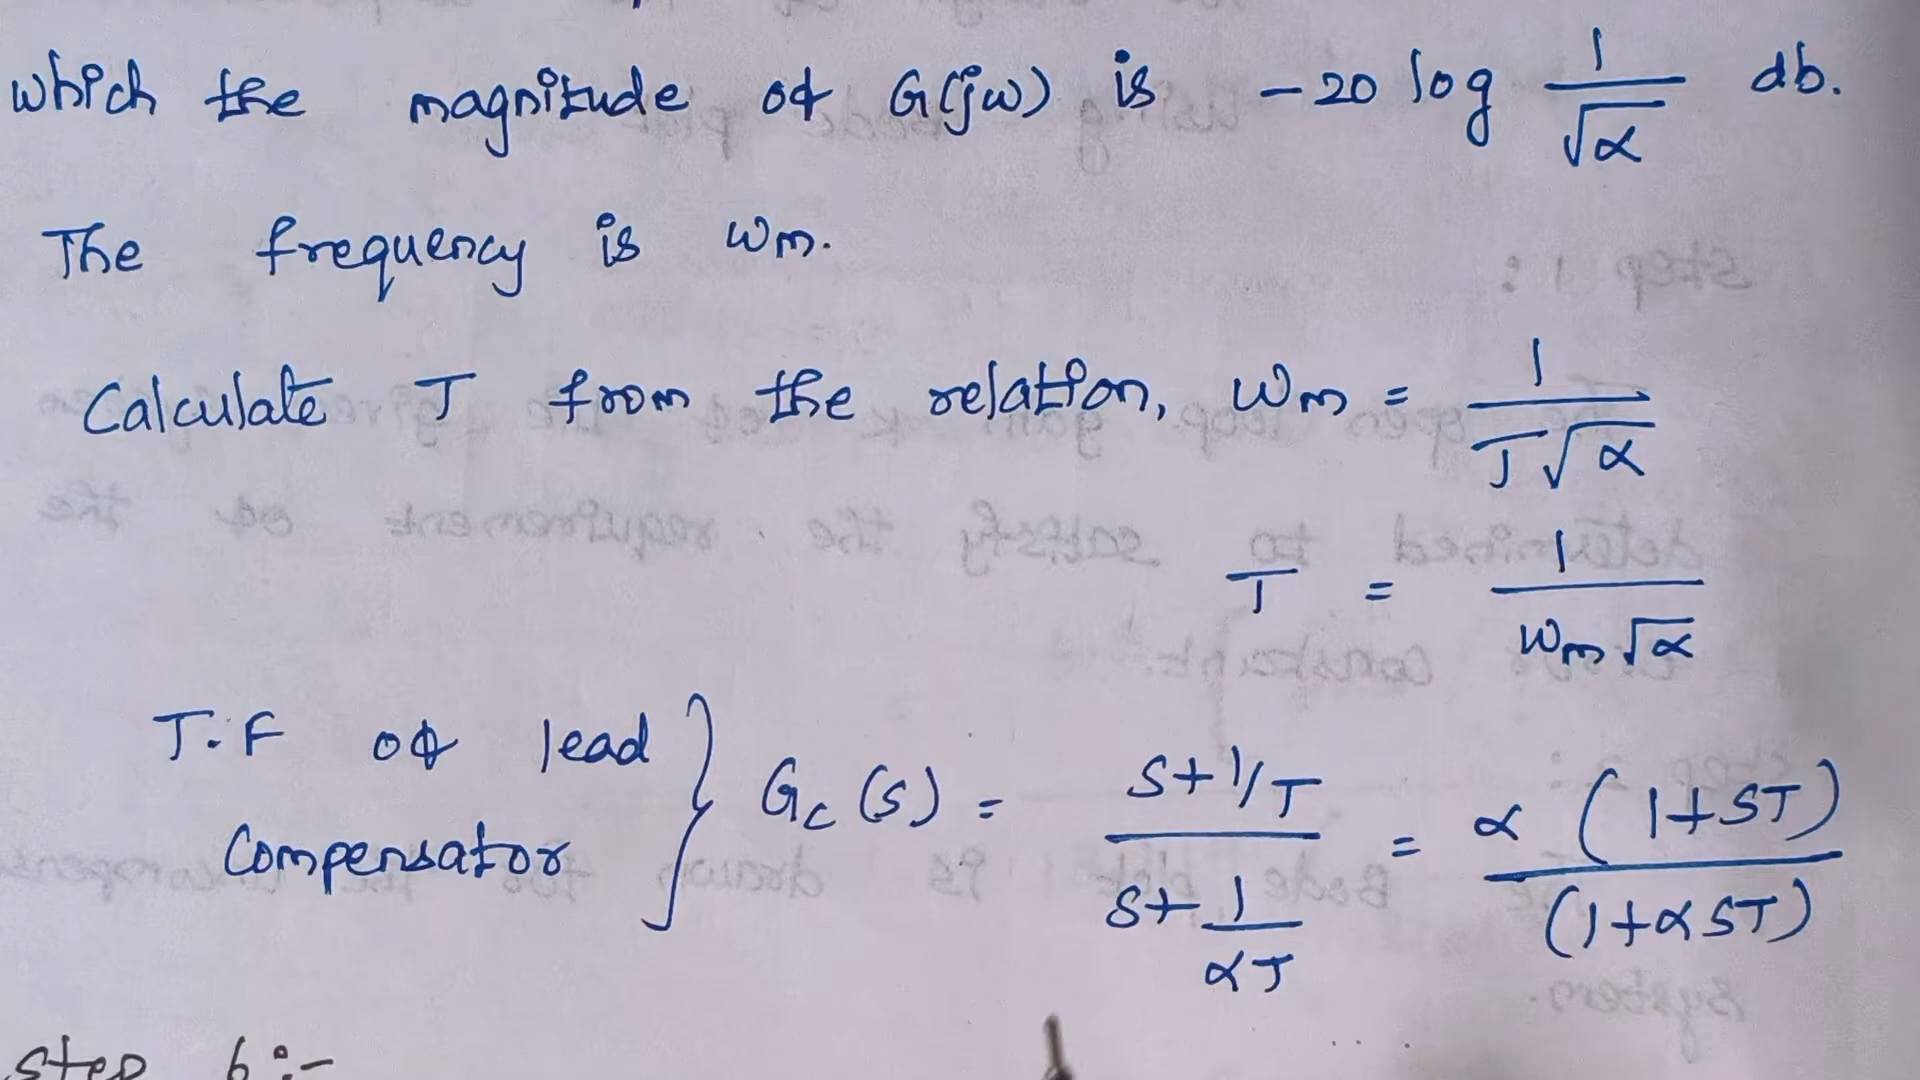 which the magnitude of G(jω) is -20 log 1/√α db.
The frequency is ωm.
Calculate T from the relation, ωm = 1/(T√α)
T = 1/(ωm√α)
T.F of lead Compensator } Gc(s) = (S+1/T)/(S+1/(αT)) = α(1+ST)/(1+αST)
step 6:-